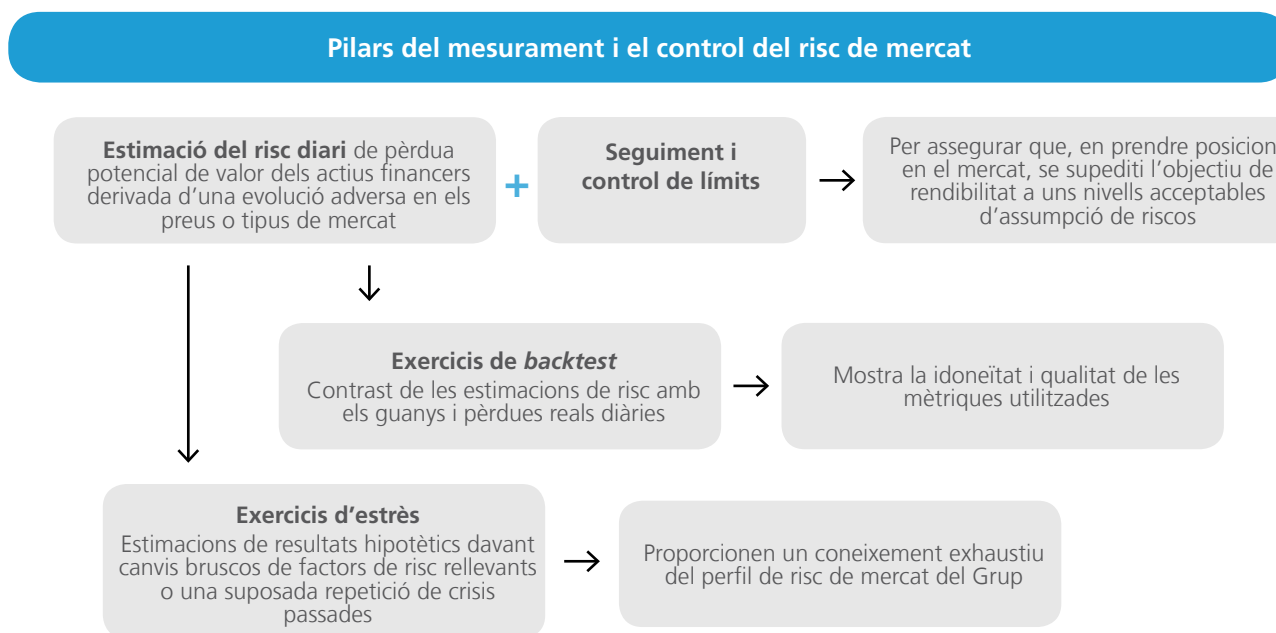 Pilars del mesurament i el control del risc de mercat
Estimació del risc diari de pèrdua
potencial de valor dels actius financers
derivada d’una evolució adversa en els
preus o tipus de mercat
+
Seguiment i
control de límits
Per assegurar que, en prendre posicion
en el mercat, se supediti l’objectiu de
rendibilitat a uns nivells acceptables
d’assumpció de riscos
Exercicis de backtest
Contrast de les estimacions de risc amb
els guanys i pèrdues reals diàries
Mostra la idoneïtat i qualitat de les
mètriques utilitzades
Exercicis d’estrès
Estimacions de resultats hipotètics davant
canvis bruscos de factors de risc rellevants
o una suposada repetició de crisis
passades
Proporcionen un coneixement exhaustiu
del perfil de risc de mercat del Grup